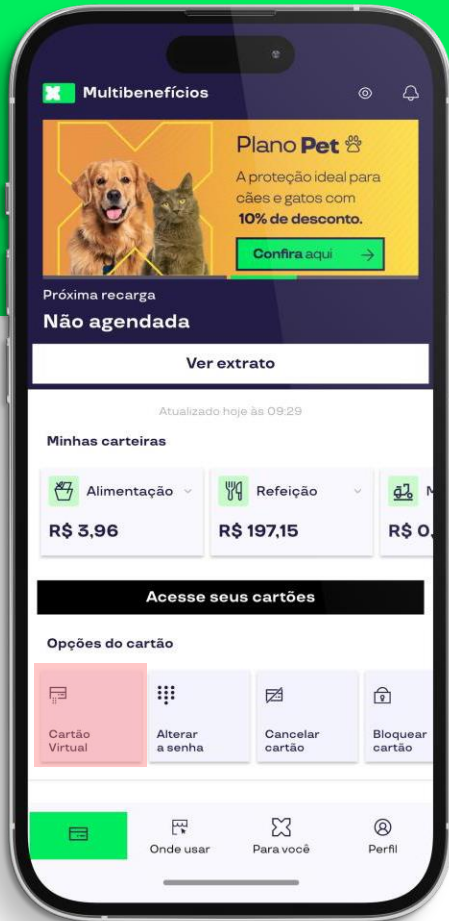 Multibenefícios
Plano Pet
A proteção ideal para
cães e gatos com
10% de desconto.
Confira aqui
Próxima recarga
Não agendada
Ver extrato
Atualizado hoje às 09:29
Minhas carteiras
Alimentação
Refeição
M
R$ 3,96
R$ 197,15
R$ 0,
Acesse seus cartões
Opções do cartão
Cartão
Virtual
Alterar
a senha
Cancelar
cartão
Bloquear
cartão
Onde usar
Para você
Perfil